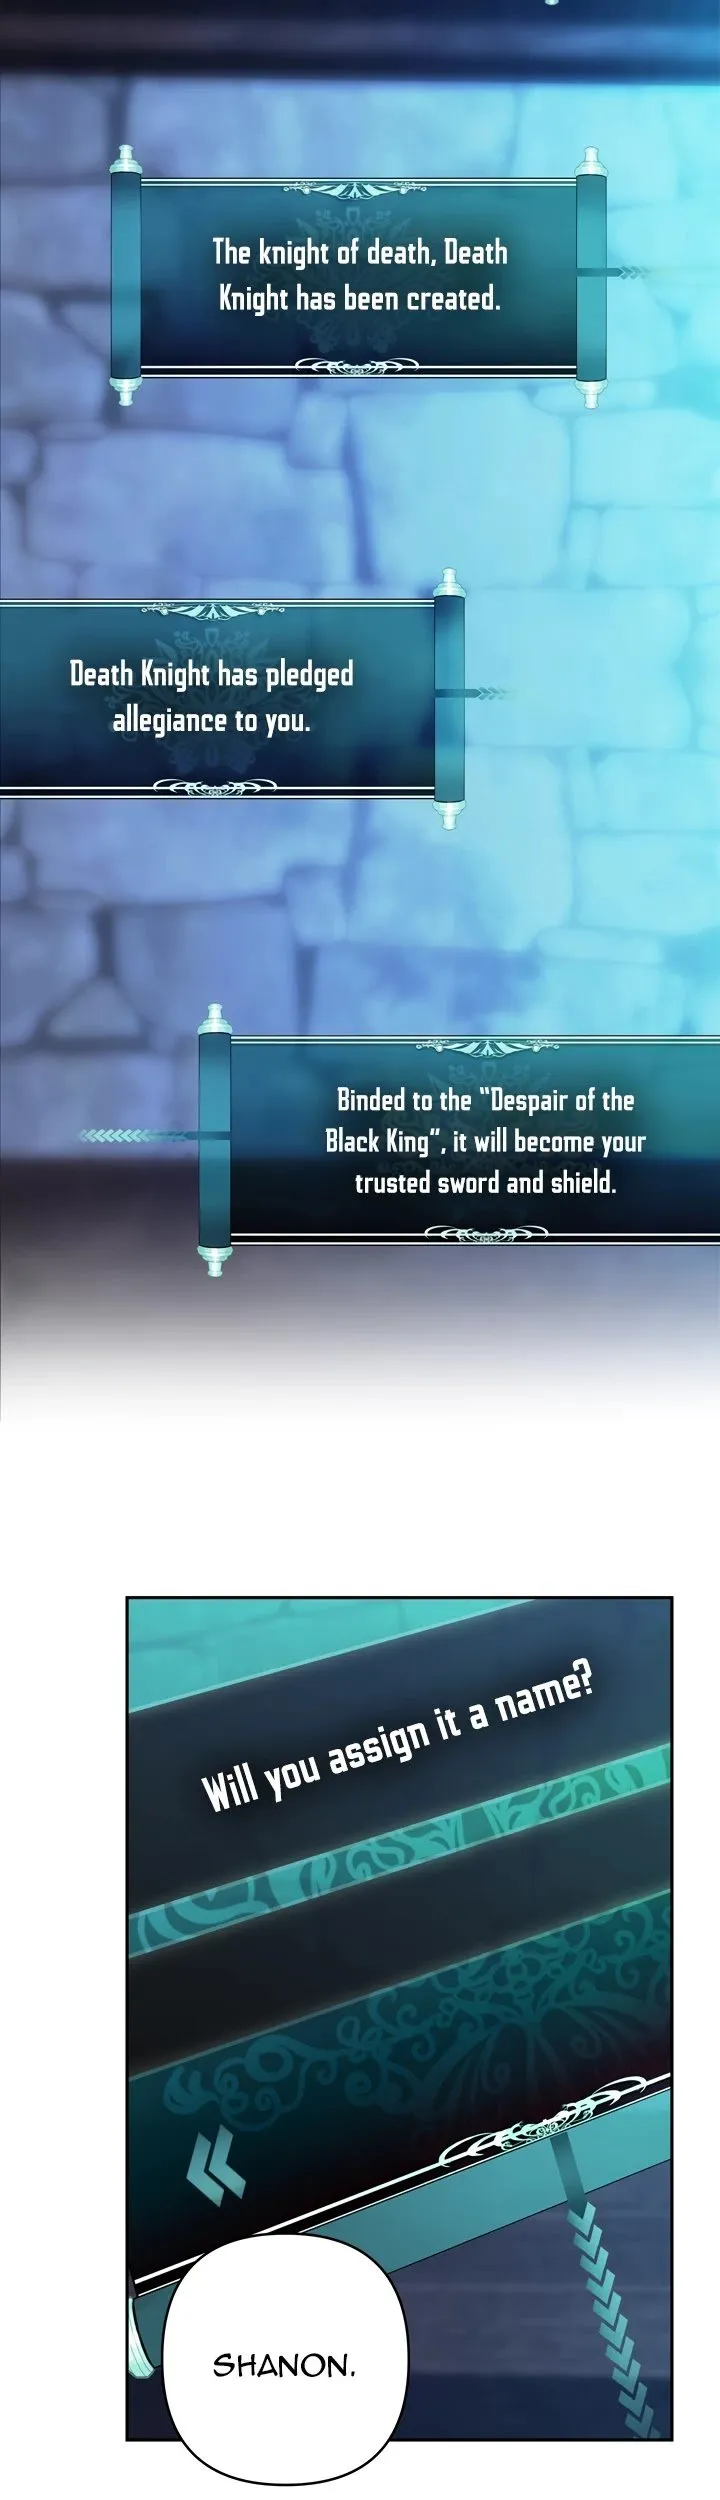 The knight of death, Death
Knight has been created.
Death Knight has pledged
allegiance to you.
Binded to the "Despair of the
Black King", it will become your
trusted sword and shield.
Will you assign it a name?
SHANON.